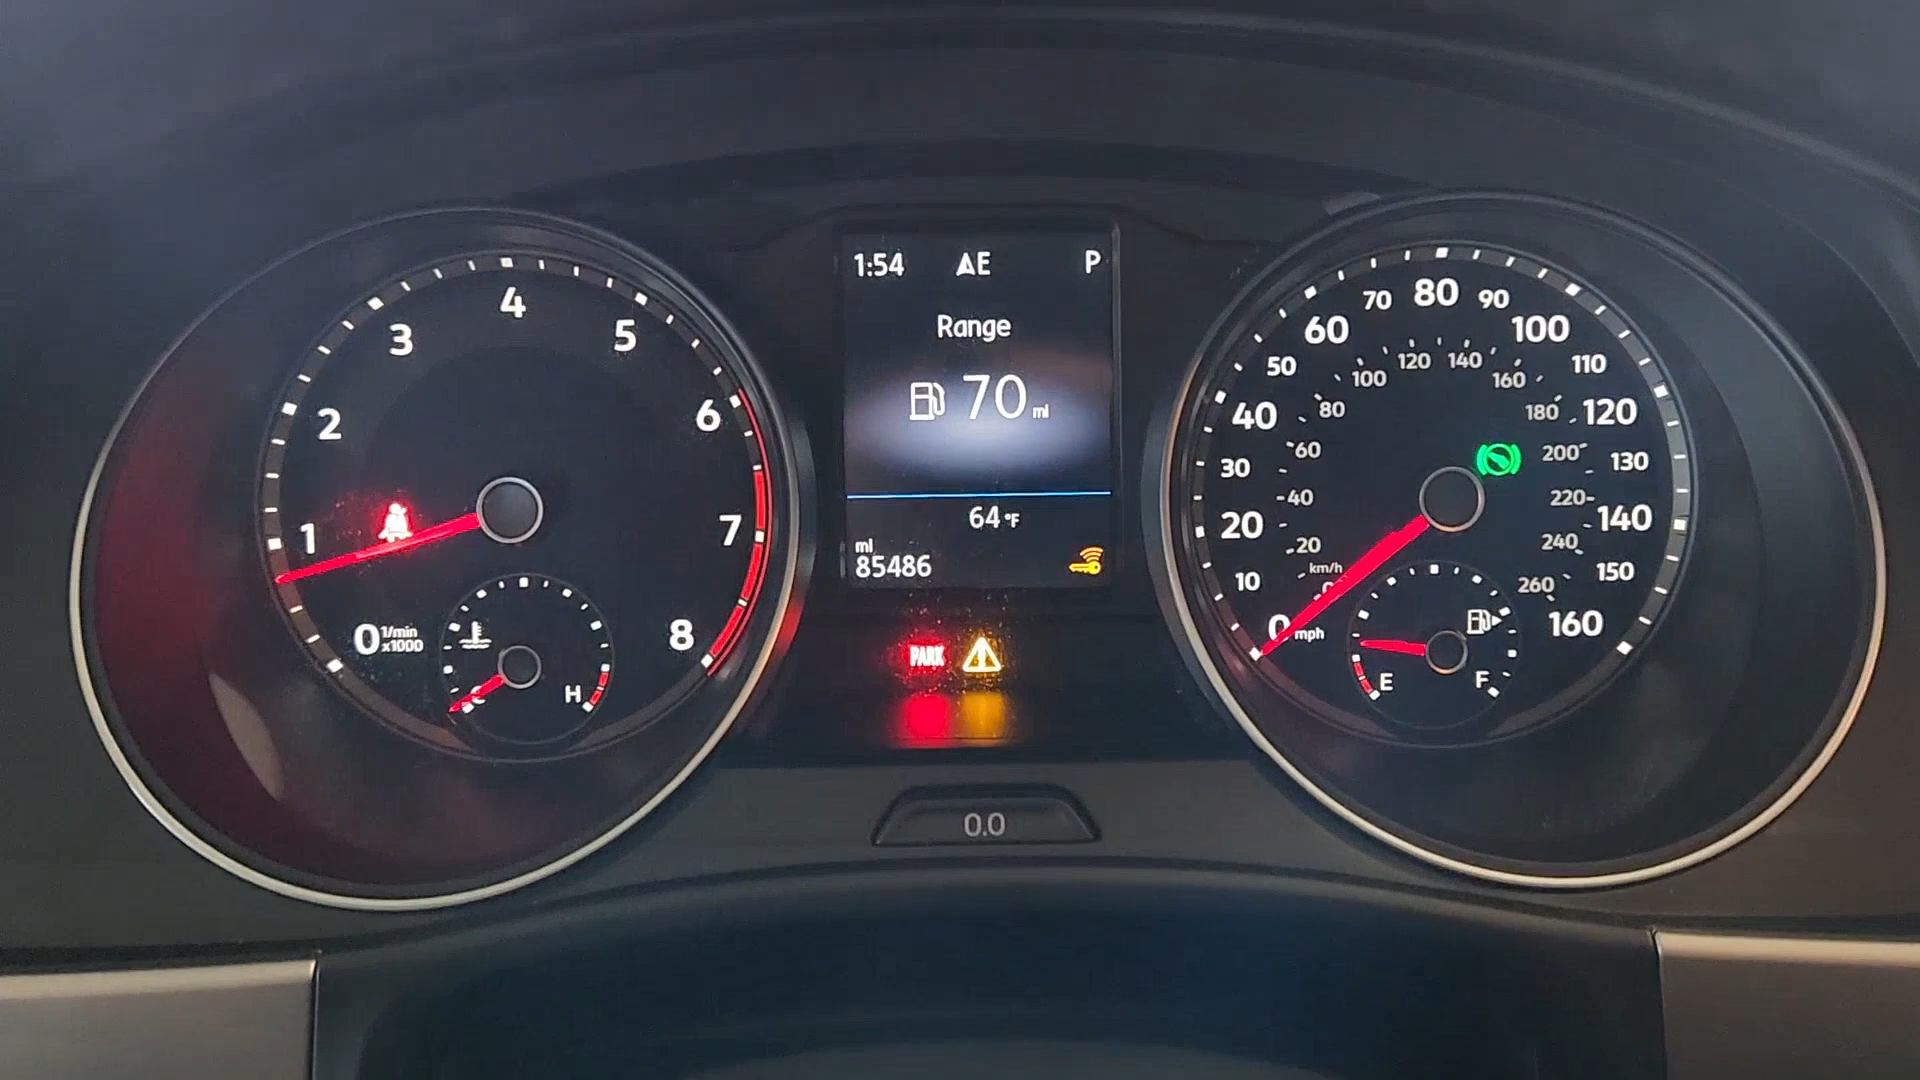 1:54 AE P
Range
70 mi
64 °F
mi
85486
PARK
0.0
0 1 2 3 4 5 6 7 8
1/min
x1000
C H
0 10 20 30 40 50 60 70 80 90 100 110 120 130 140 150 160
mph
0 20 40 60 80 100 120 140 160 180 200 220 240 260
km/h
E F